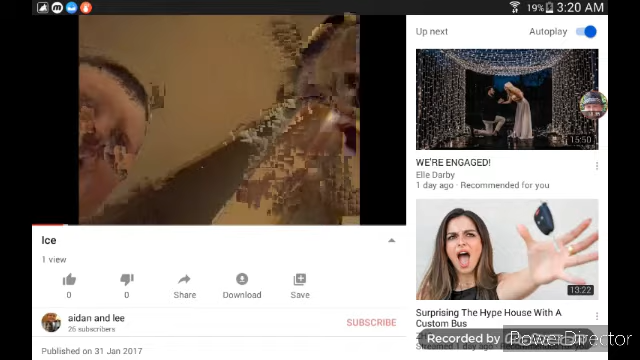 19% 3:20 AM
Up next Autoplay
15:50
WE'RE ENGAGED!
Elle Darby
1 day ago · Recommended for you
Ice
1 view
0 0 Share Download Save
13:22
Surprising The Hype House With A
Custom Bus
aidan and lee
26 subscribers
SUBSCRIBE
Recorded by
PowerDirector
Published on 31 Jan 2017